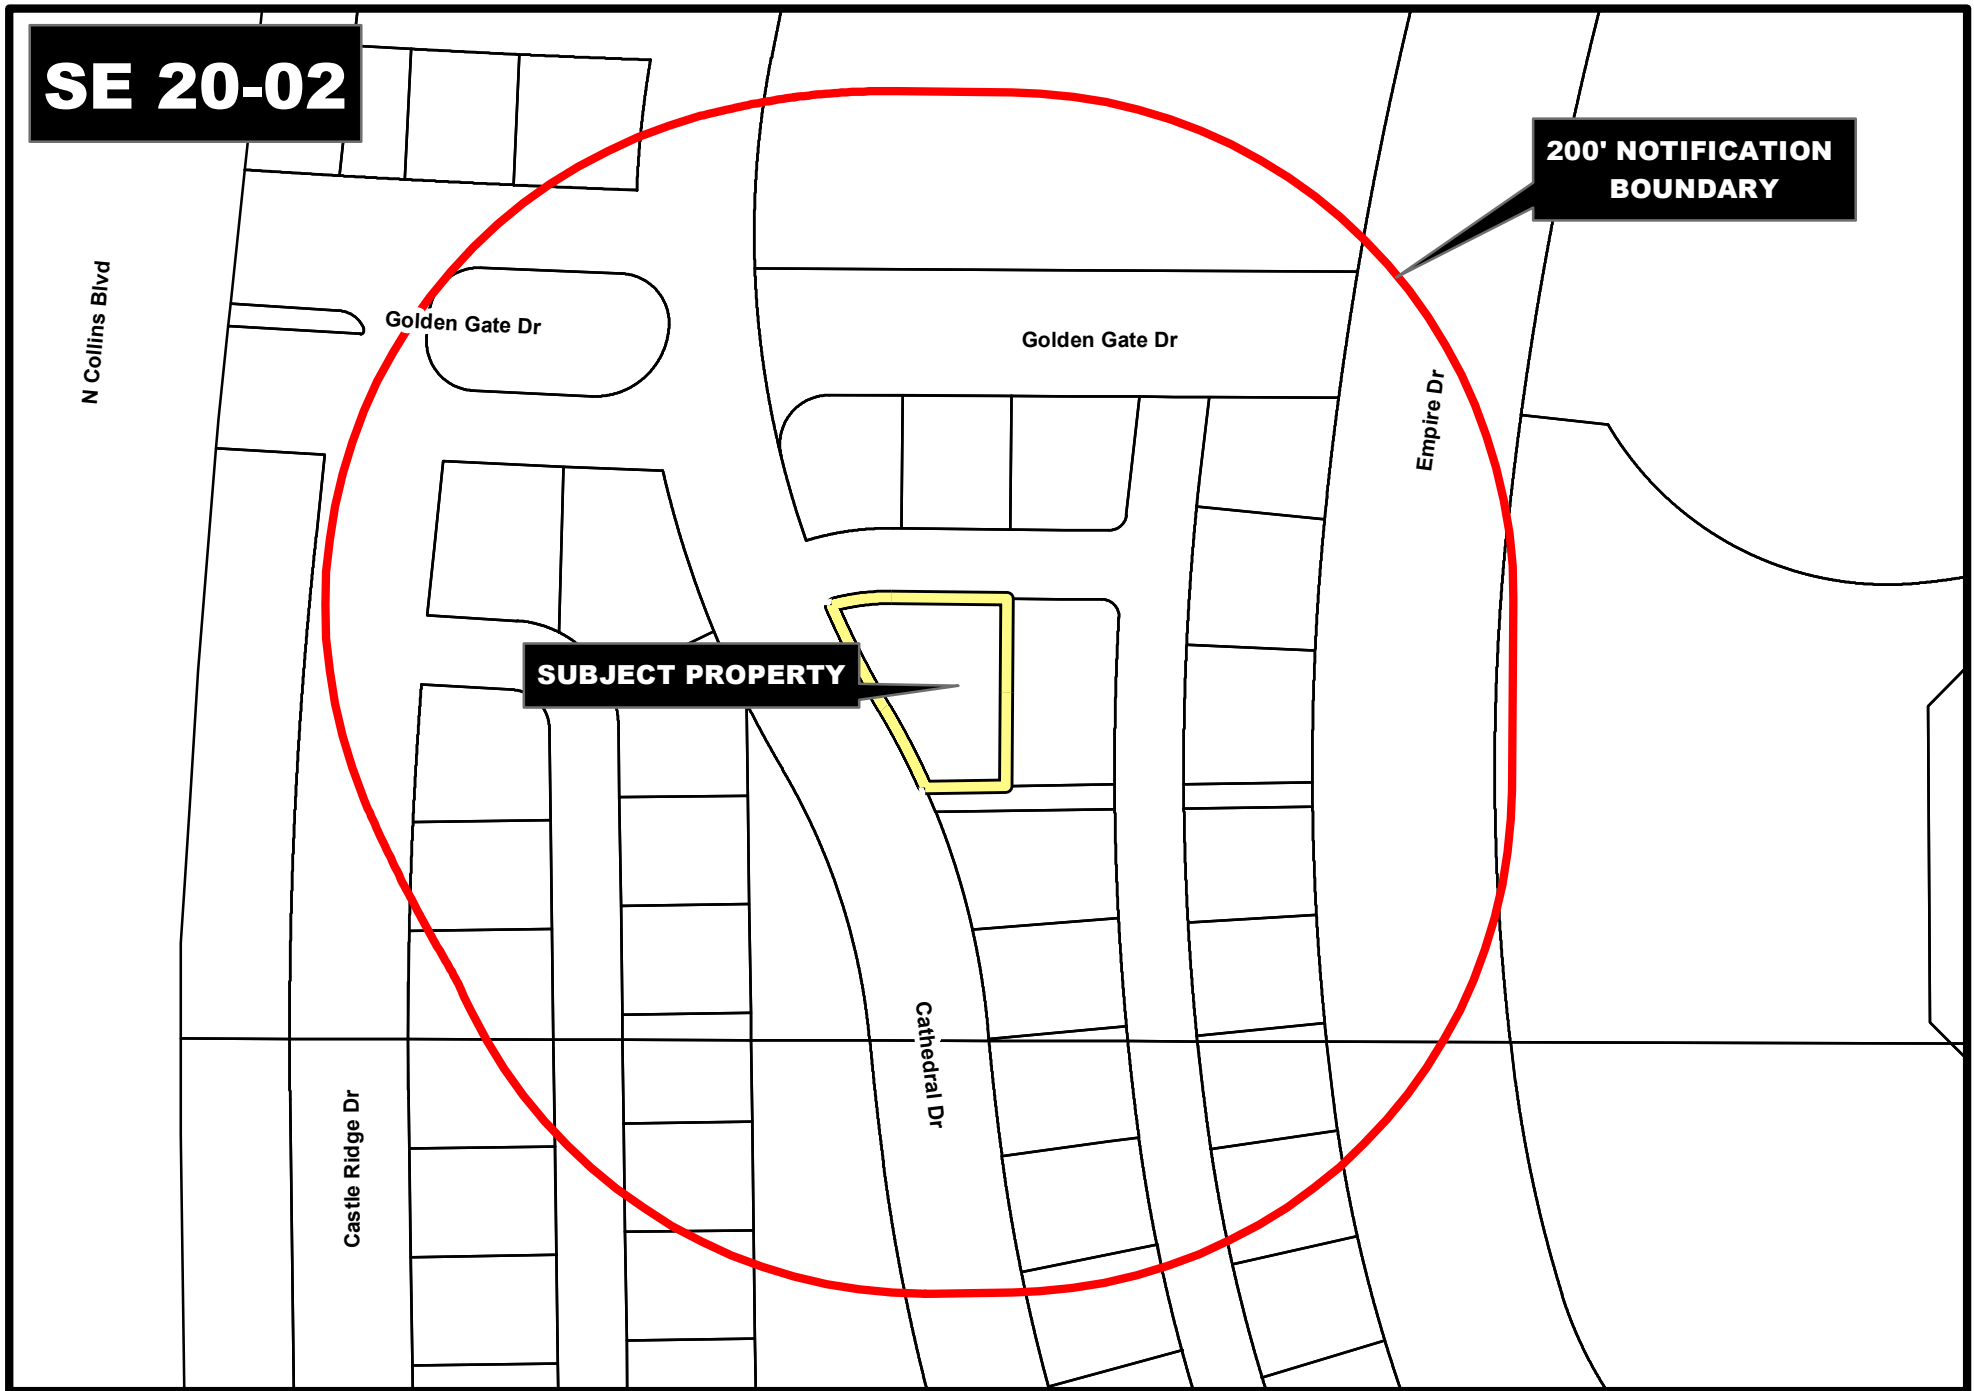 SE 20-02
200' NOTIFICATION
BOUNDARY
N Collins Blvd
Golden Gate Dr
Golden Gate Dr
Empire Dr
SUBJECT PROPERTY
Cathedral Dr
Castle Ridge Dr